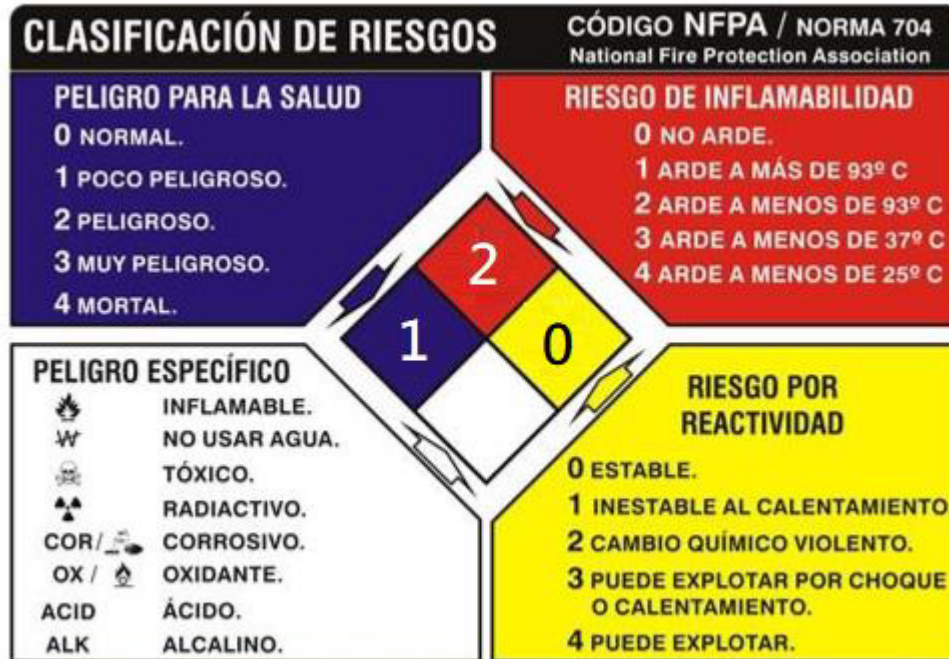 CLASIFICACIÓN DE RIESGOS
CÓDIGO NFPA / NORMA 704
National Fire Protection Association
PELIGRO PARA LA SALUD
0 NORMAL.
1 POCO PELIGROSO.
2 PELIGROSO.
3 MUY PELIGROSO.
4 MORTAL.
RIESGO DE INFLAMABILIDAD
0 NO ARDE.
1 ARDE A MÁS DE 93º C
2 ARDE A MENOS DE 93º C
3 ARDE A MENOS DE 37º C
4 ARDE A MENOS DE 25º C
2
1
0
PELIGRO ESPECÍFICO
INFLAMABLE.
W NO USAR AGUA.
TÓXICO.
RADIACTIVO.
COR/ CORROSIVO.
OX / OXIDANTE.
ACID ÁCIDO.
ALK ALCALINO.
RIESGO POR
REACTIVIDAD
0 ESTABLE.
1 INESTABLE AL CALENTAMIENTO
2 CAMBIO QUÍMICO VIOLENTO.
3 PUEDE EXPLOTAR POR CHOQUE
O CALENTAMIENTO.
4 PUEDE EXPLOTAR.